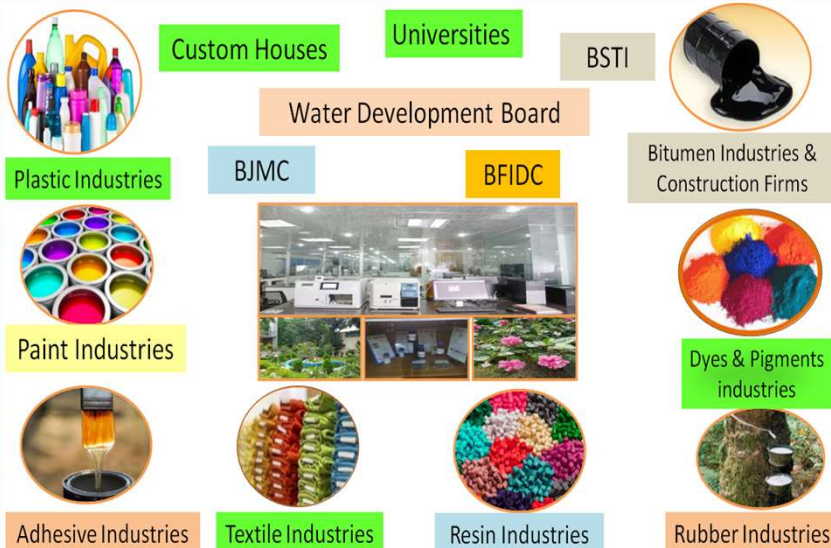 Custom Houses
Universities
BSTI
Water Development Board
Plastic Industries
BJMC
BFIDC
Bitumen Industries &
Construction Firms
Paint Industries
Dyes & Pigments
industries
Adhesive Industries
Textile Industries
Resin Industries
Rubber Industries